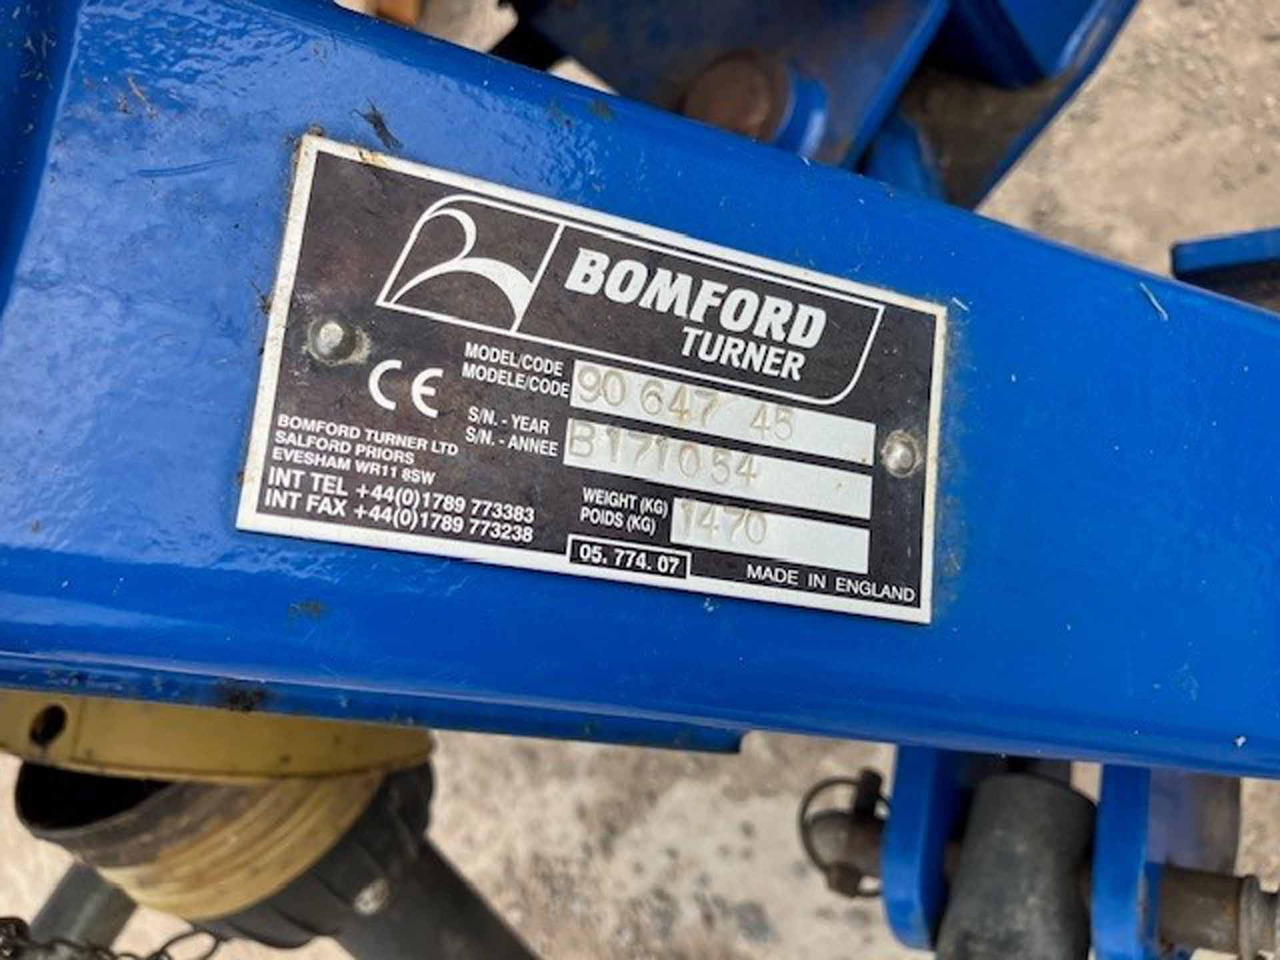 BOMFORD
TURNER
MODEL/CODE
MODELE/CODE
90 647 45
S/N. - YEAR
S/N. - ANNEE
B171054
CE
BOMFORD TURNER LTD
SALFORD PRIORS
EVESHAM WR11 8SW
INT TEL +44(0)1789 773383
INT FAX +44(0)1789 773238
WEIGHT (KG)
POIDS (KG)
1470
05. 774. 07
MADE IN ENGLAND